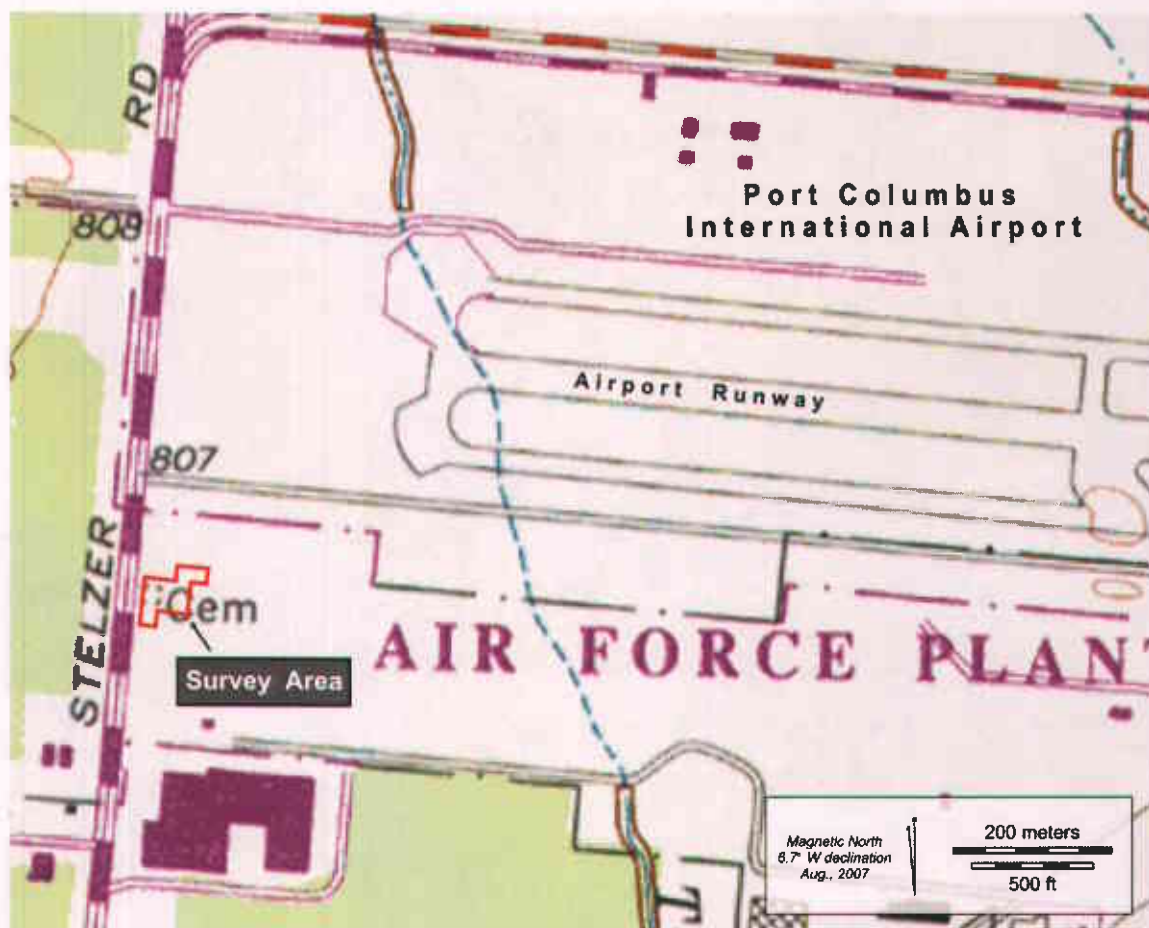 RD
Port Columbus
International Airport
808
Airport Runway
807
STELZER
Cem
AIR FORCE PLANT
Survey Area
Magnetic North
6.7° W declination
Aug., 2007
200 meters
500 ft